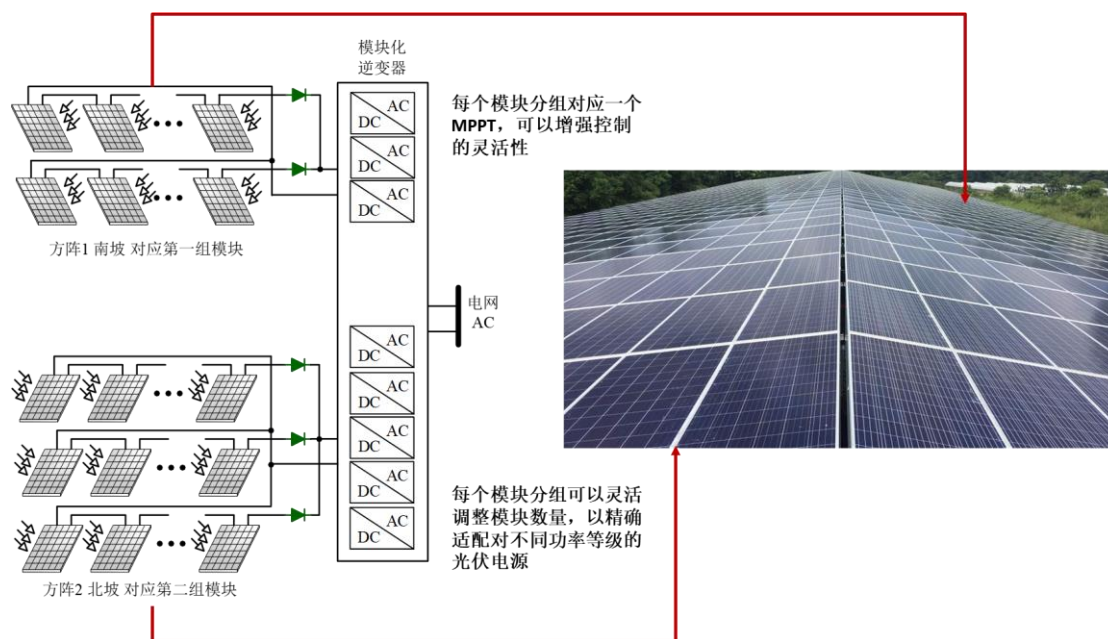 模块化
逆变器
AC
DC
AC
DC
AC
DC
每个模块分组对应一个
MPPT，可以增强控制
的灵活性
方阵1 南坡 对应第一组模块
电网
AC
AC
DC
AC
DC
AC
DC
AC
DC
AC
DC
每个模块分组可以灵活
调整模块数量，以精确
适配对不同功率等级的
光伏电源
方阵2 北坡 对应第二组模块